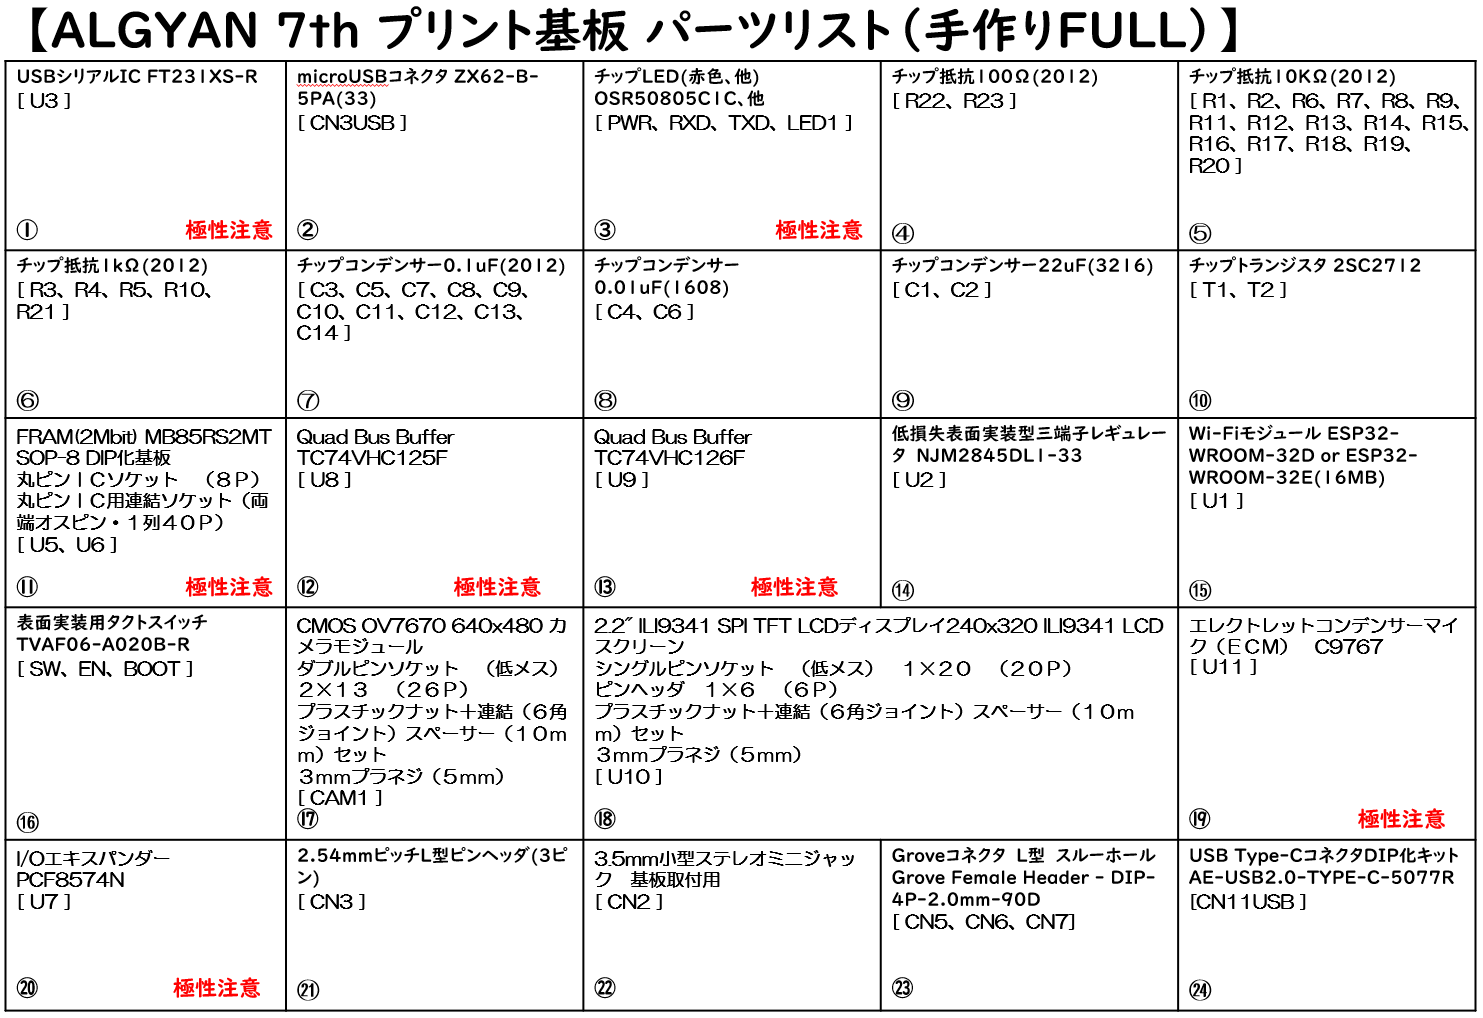 【ALGYAN 7th プリント基板 パーツリスト（手作りFULL）】
USBシリアルIC FT231XS-R
[ U3 ]
① 極性注意
microUSBコネクタ ZX62-B-
5PA(33)
[ CN3USB ]
②
チップLED(赤色、他)
OSR50805C1C、他
[ PWR、RXD、TXD、LED1 ]
③ 極性注意
チップ抵抗100Ω(2012)
[ R22、R23 ]
④
チップ抵抗10KΩ(2012)
[ R1、R2、R6、R7、R8、R9、
R11、R12、R13、R14、R15、
R16、R17、R18、R19、
R20 ]
⑤
チップ抵抗1kΩ(2012)
[ R3、R4、R5、R10、
R21 ]
⑥
チップコンデンサー0.1uF(2012)
[ C3、C5、C7、C8、C9、
C10、C11、C12、C13、
C14 ]
⑦
チップコンデンサー
0.01uF(1608)
[ C4、C6 ]
⑧
チップコンデンサー22uF(3216)
[ C1、C2 ]
⑨
チップトランジスタ 2SC2712
[ T1、T2 ]
⑩
FRAM(2Mbit) MB85RS2MT
SOP-8 DIP化基板
丸ピンＩＣソケット　（８Ｐ）
丸ピンＩＣ用連結ソケット（両
端オスピン・１列４０Ｐ）
[ U5、U6 ]
⑪ 極性注意
Quad Bus Buffer
TC74VHC125F
[ U8 ]
⑫ 極性注意
Quad Bus Buffer
TC74VHC126F
[ U9 ]
⑬ 極性注意
低損失表面実装型三端子レギュレー
タ NJM2845DL1-33
[ U2 ]
⑭
Wi-Fiモジュール ESP32-
WROOM-32D or ESP32-
WROOM-32E(16MB)
[ U1 ]
⑮
表面実装用タクトスイッチ
TVAF06-A020B-R
[ SW、EN、BOOT ]
⑯
CMOS OV7670 640x480 カ
メラモジュール
ダブルピンソケット　（低メス）
２×１３　（２６Ｐ）
プラスチックナット＋連結（６角
ジョイント）スペーサー（１０ｍ
ｍ）セット
３ｍｍプラネジ（５ｍｍ）
[ CAM1 ]
⑰
2.2" ILI9341 SPI TFT LCDディスプレイ240x320 ILI9341 LCD
スクリーン
シングルピンソケット　（低メス）　１×２０　（２０Ｐ）
ピンヘッダ　１×６　（６Ｐ）
プラスチックナット＋連結（６角ジョイント）スペーサー（１０ｍ
ｍ）セット
３ｍｍプラネジ（５ｍｍ）
[ U10 ]
⑱
エレクトレットコンデンサーマイ
ク（ＥＣＭ）　C9767
[ U11 ]
⑲ 極性注意
I/Oエキスパンダー
PCF8574N
[ U7 ]
⑳ 極性注意
2.54mmピッチL型ピンヘッダ(3ピ
ン)
[ CN3 ]
㉑
3.5mm小型ステレオミニジャッ
ク　基板取付用
[ CN2 ]
㉒
Groveコネクタ L型 スルーホール
Grove Female Header - DIP-
4P-2.0mm-90D
[ CN5、CN6、CN7]
㉓
USB Type-CコネクタDIP化キット
AE-USB2.0-TYPE-C-5077R
[CN11USB ]
㉔